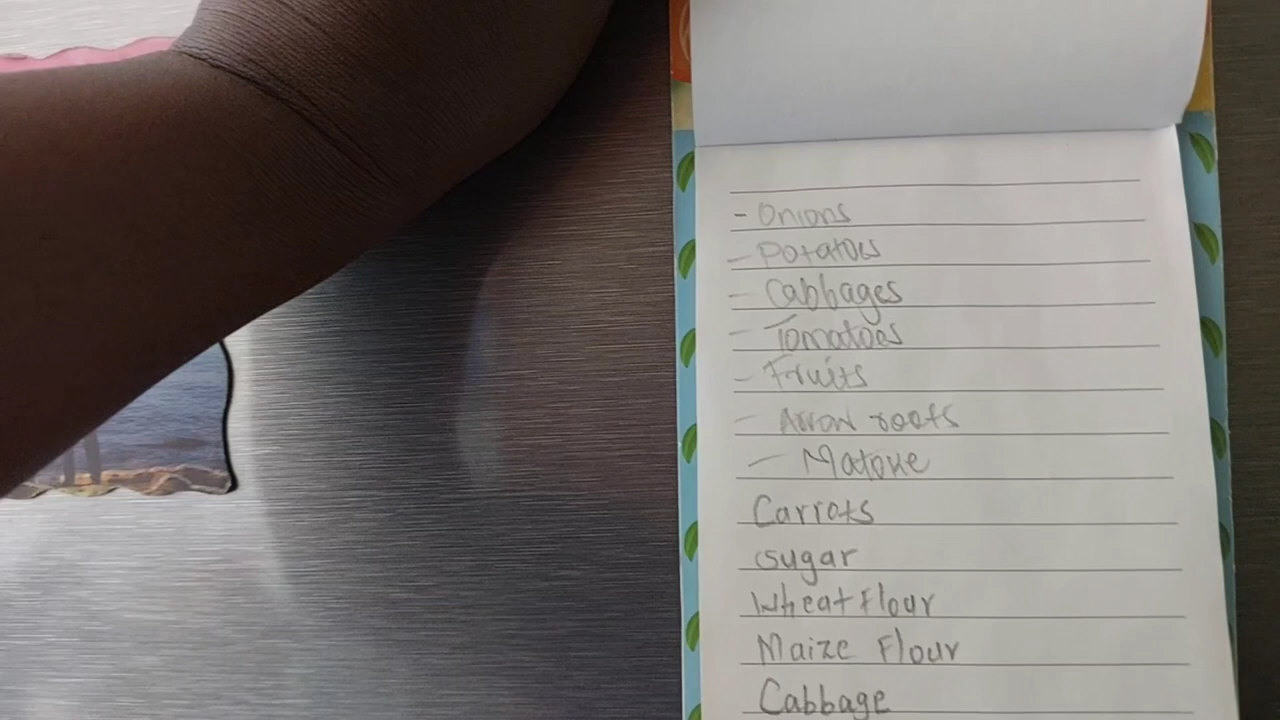 - Onions
- Potatoes
- Cabbages
- Tomatoes
- Fruits
- Arrow roots
- Matoke
Carrots
sugar
Wheat Flour
Maize Flour
Cabbage